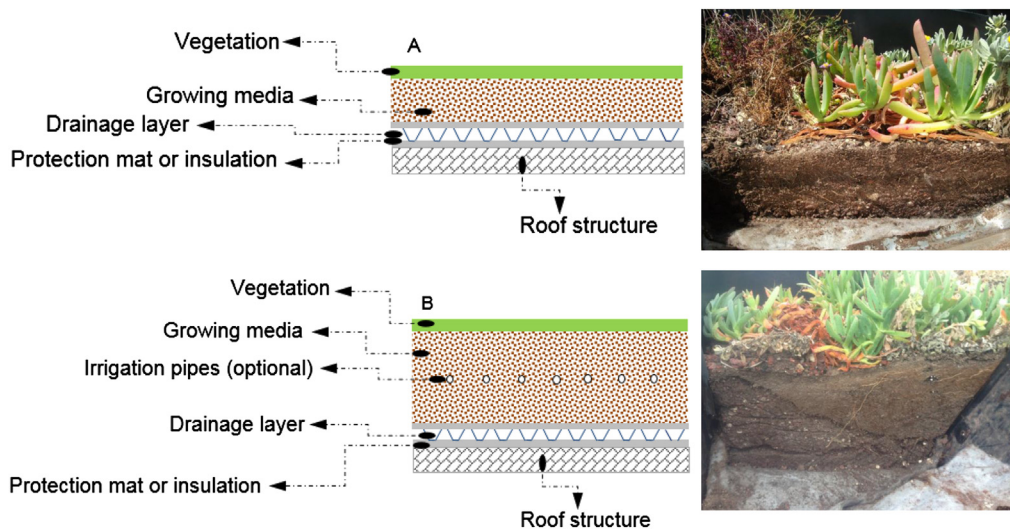 A
Vegetation
Growing media
Drainage layer
Protection mat or insulation
Roof structure
B
Vegetation
Growing media
Irrigation pipes (optional)
Drainage layer
Protection mat or insulation
Roof structure